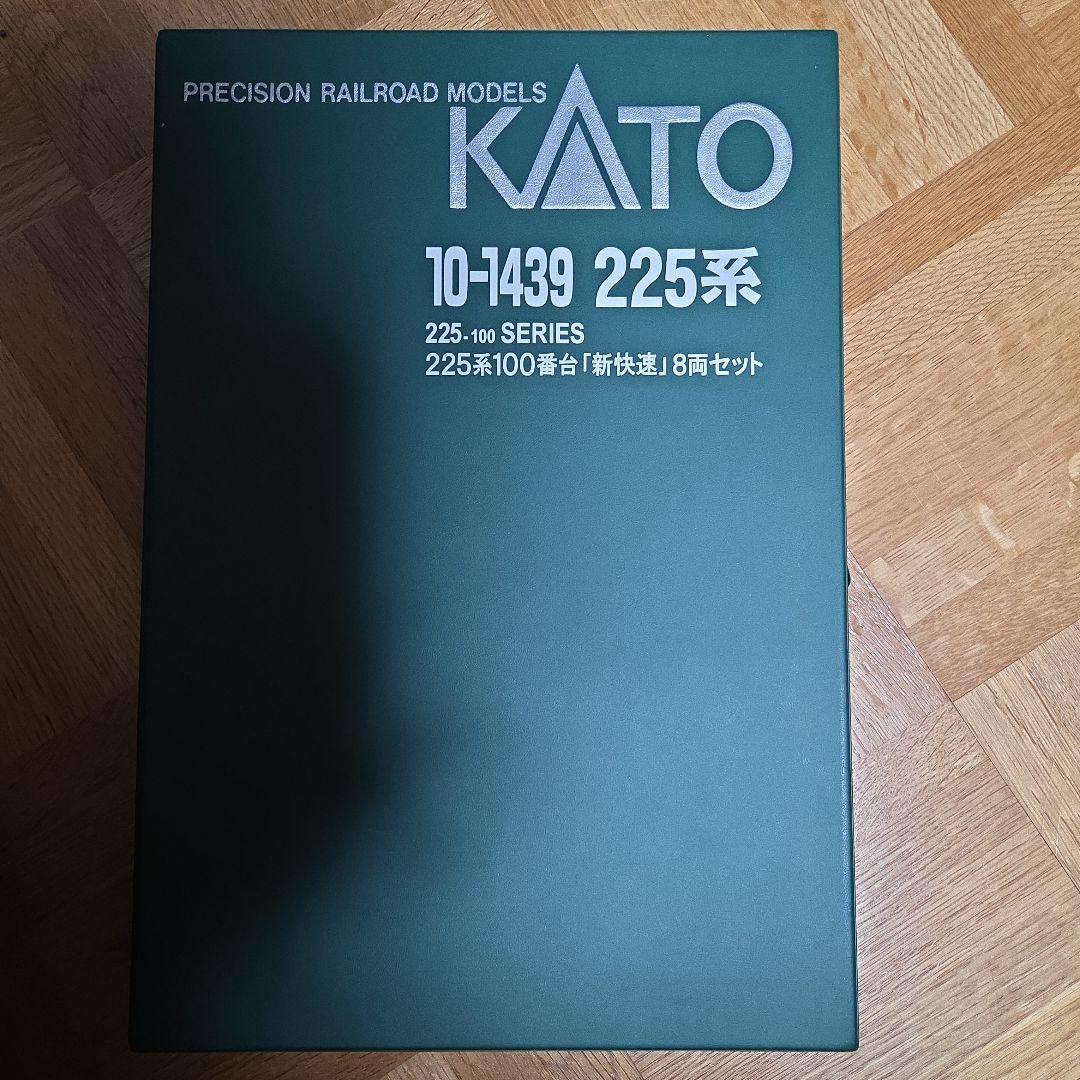 PRECISION RAILROAD MODELS
KATO
10-1439 225系
225-100 SERIES
225系100番台「新快速」8両セット